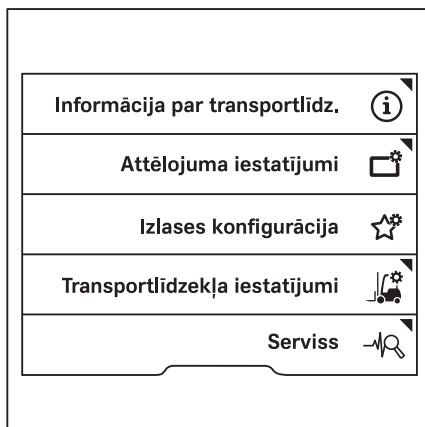 Informācija par transportlīdz.
Attēlojuma iestatījumi
Izlases konfigurācija
Transportlīdzekļa iestatījumi
Serviss